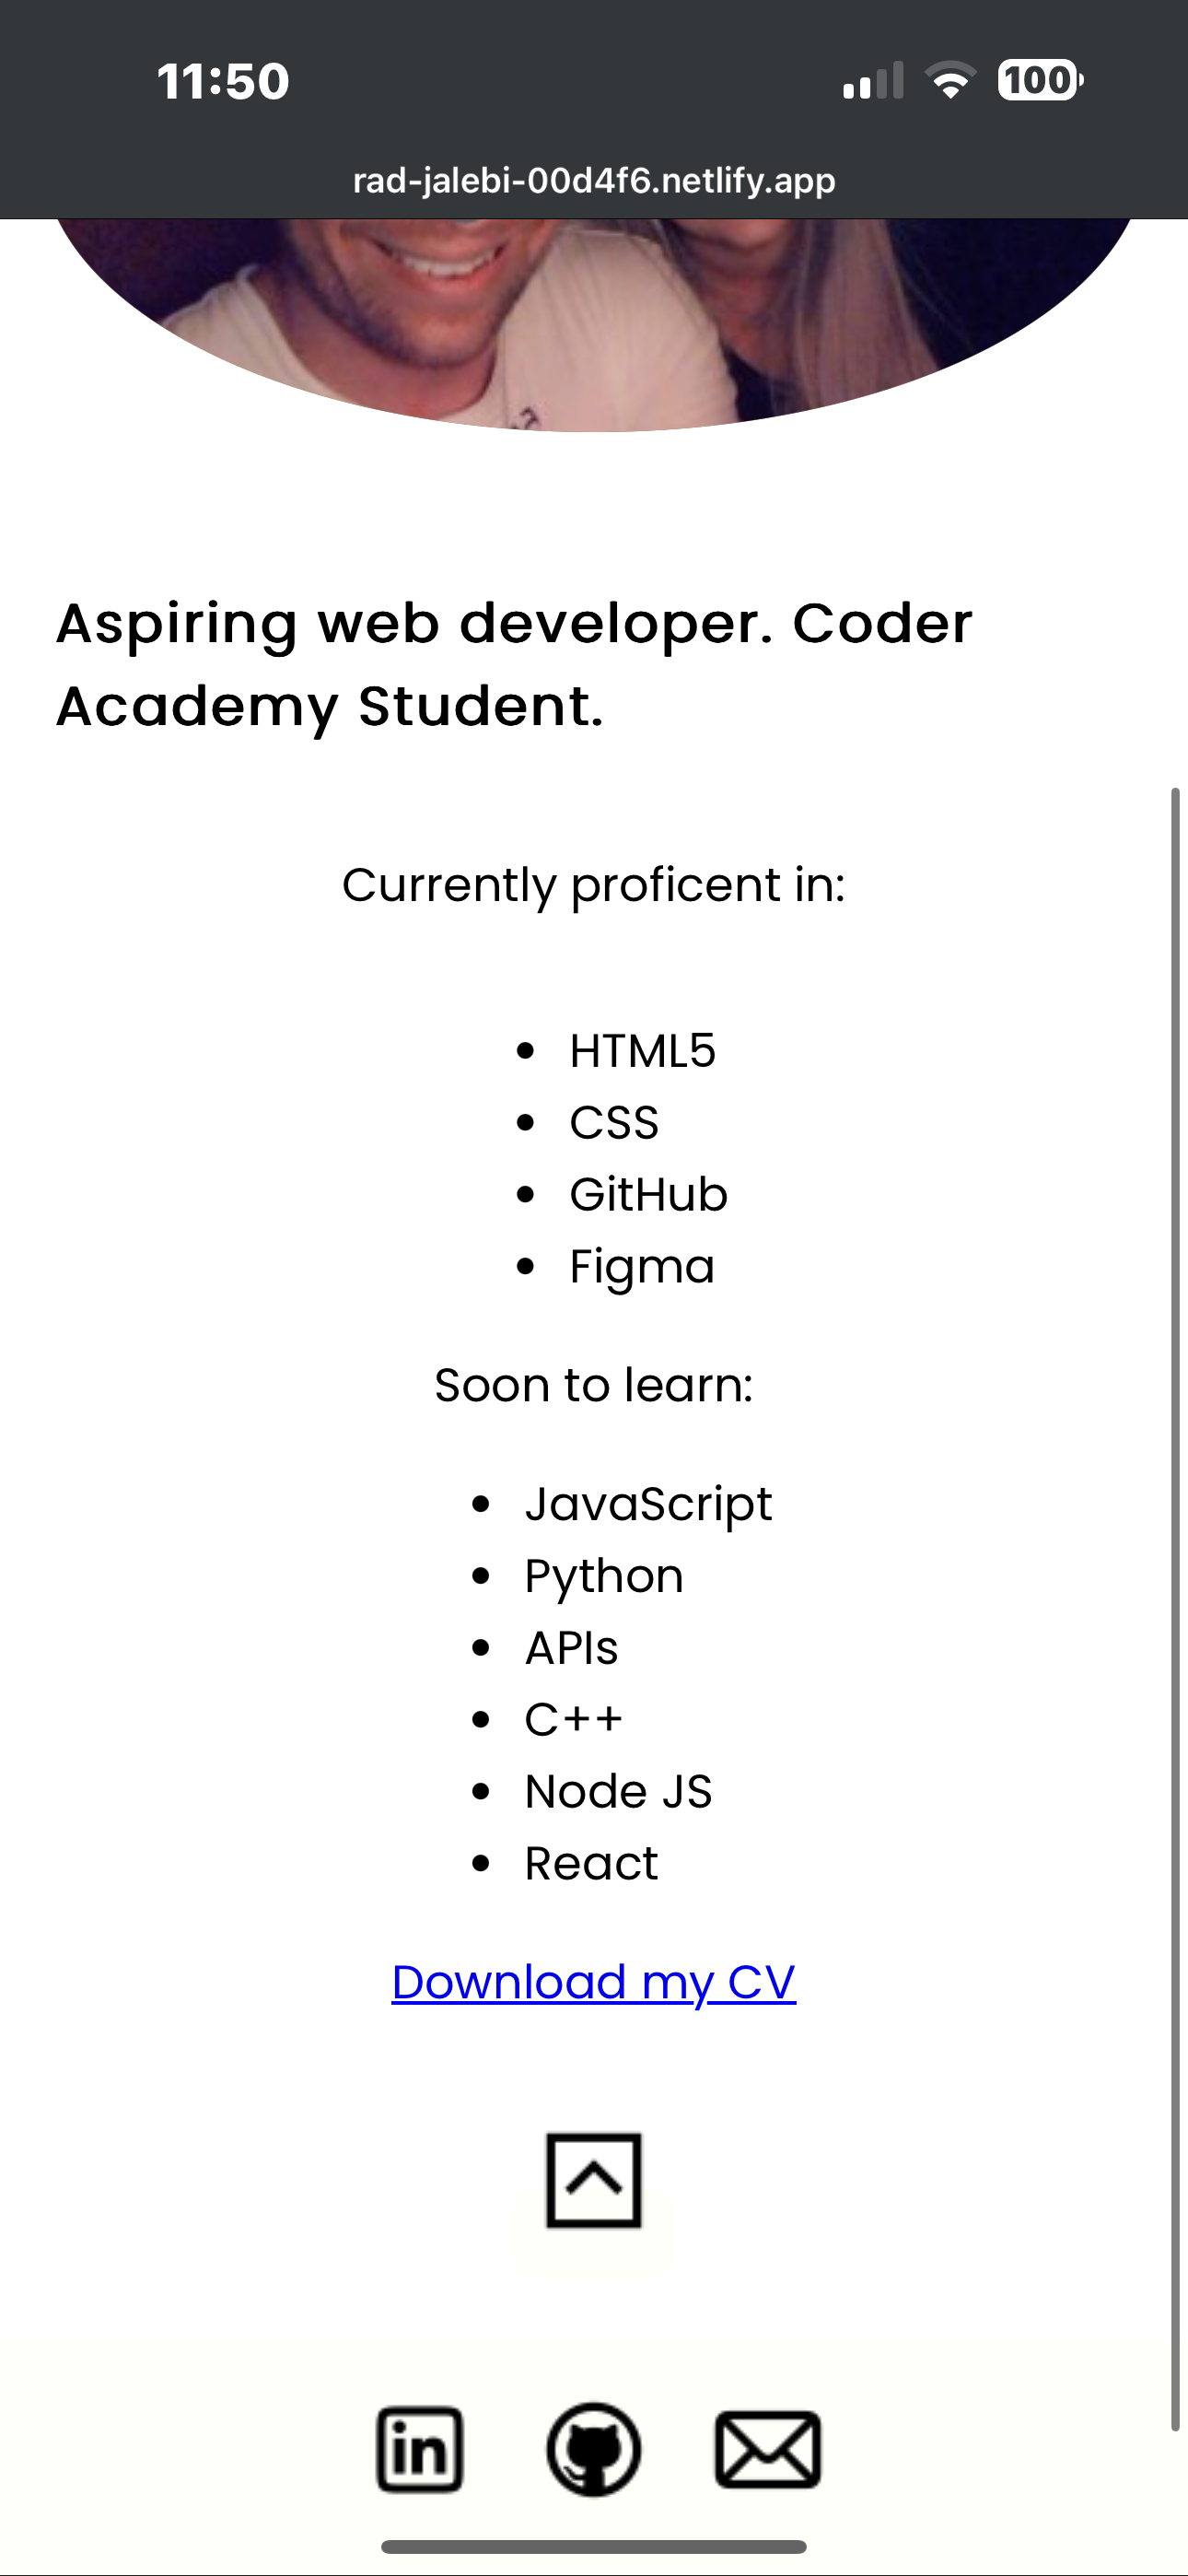 11:50
100
rad-jalebi-00d4f6.netlify.app
Aspiring web developer. Coder
Academy Student.
Currently proficent in:
HTML5
CSS
GitHub
Figma
Soon to learn:
JavaScript
Python
APIs
C++
Node JS
React
Download my CV
in